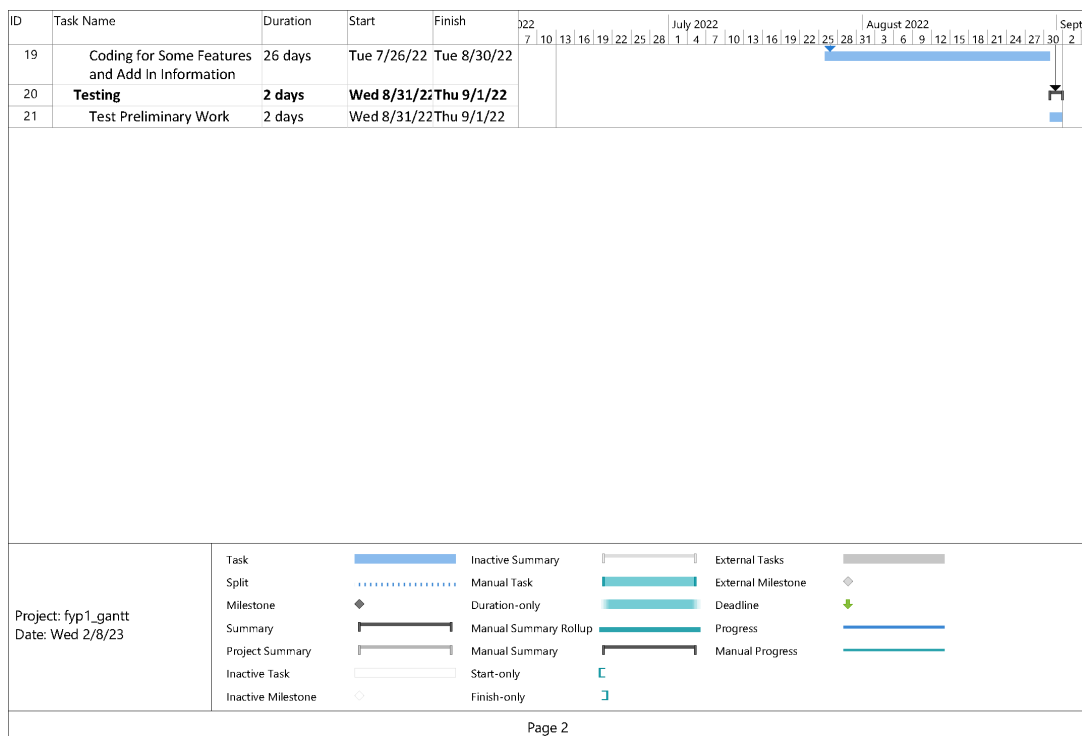 ID Task Name Duration Start Finish
022 July 2022 August 2022 Sept
7 10 13 16 19 22 25 28 1 4 7 10 13 16 19 22 25 28 31 3 6 9 12 15 18 21 24 27 30 2
19 Coding for Some Features 26 days Tue 7/26/22 Tue 8/30/22
and Add In Information
20 Testing 2 days Wed 8/31/22 Thu 9/1/22
21 Test Preliminary Work 2 days Wed 8/31/22 Thu 9/1/22
Project: fyp1_gantt
Date: Wed 2/8/23
Task
Split
Milestone
Summary
Project Summary
Inactive Task
Inactive Milestone
Inactive Summary
Manual Task
Duration-only
Manual Summary Rollup
Manual Summary
Start-only
Finish-only
External Tasks
External Milestone
Deadline
Progress
Manual Progress
Page 2